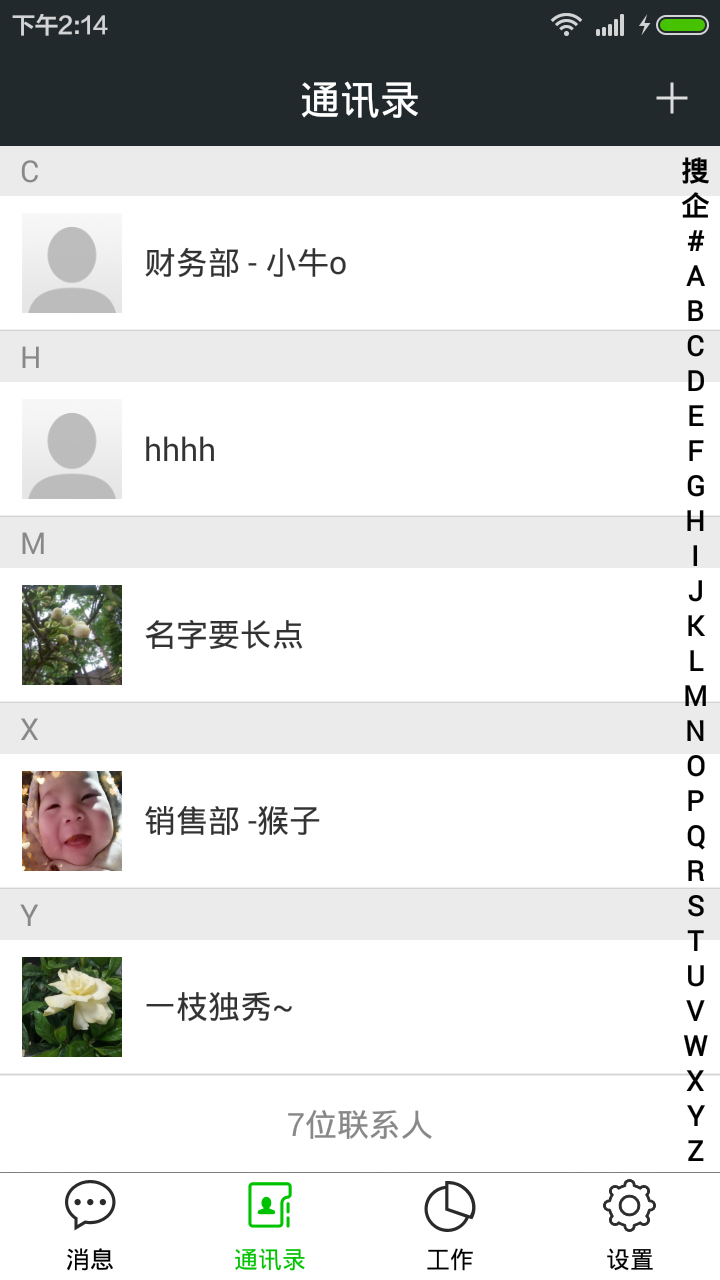 下午2:14
通讯录
C
财务部 - 小牛o
H
hhhh
M
名字要长点
X
销售部 -猴子
Y
一枝独秀~
7位联系人
搜
企
#
A
B
C
D
E
F
G
H
I
J
K
L
M
N
O
P
Q
R
S
T
U
V
W
X
Y
Z
消息 通讯录 工作 设置